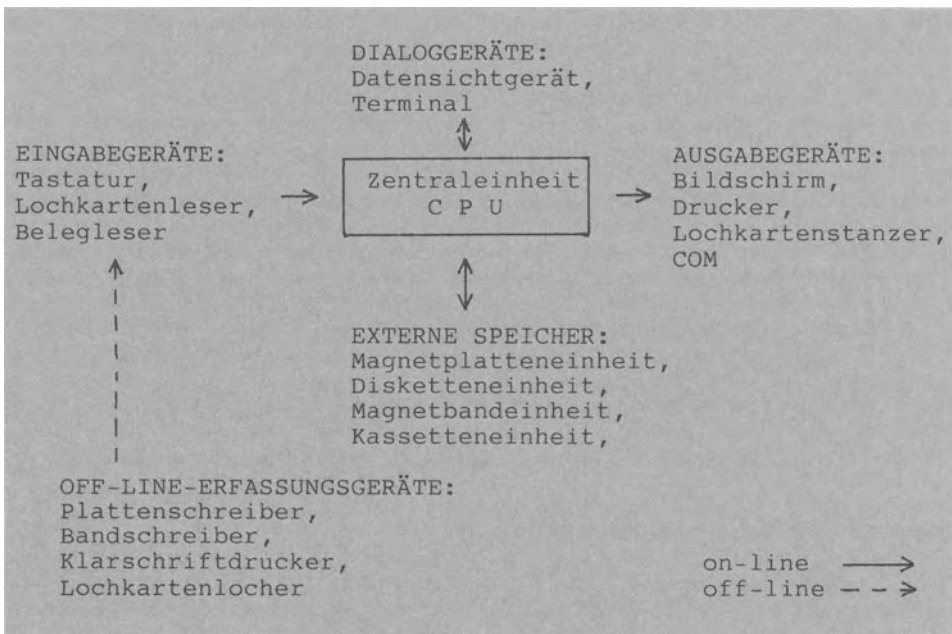 DIALOGGERÄTE:
Datensichtgerät,
Terminal
EINGABEGERÄTE:
Tastatur,
Lochkartenleser,
Belegleser
Zentraleinheit
C P U
AUSGABEGERÄTE:
Bildschirm,
Drucker,
Lochkartenstanzer,
COM
EXTERNE SPEICHER:
Magnetplatteneinheit,
Disketteneinheit,
Magnetbandeinheit,
Kassetteneinheit,
OFF-LINE-ERFASSUNGSGERÄTE:
Plattenschreiber,
Bandschreiber,
Klarschriftdrucker,
Lochkartenlocher
on-line
off-line